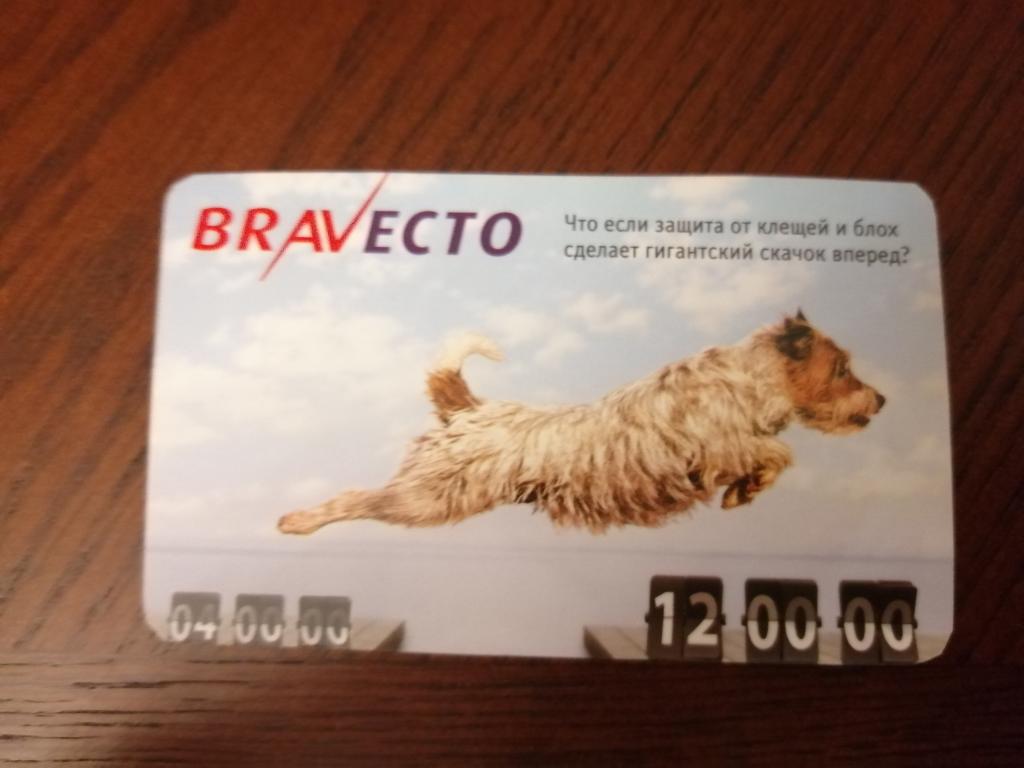 BRAVECTO
Что если защита от клещей и блох
сделает гигантский скачок вперед?
04 00 00
12 00 00